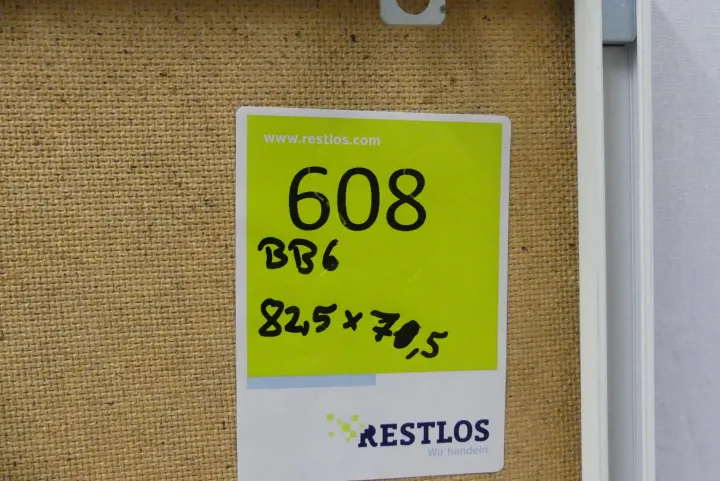 www.restlos.com
608
BB6
82,5 x 70,5
RESTLOS
Wir handeln.